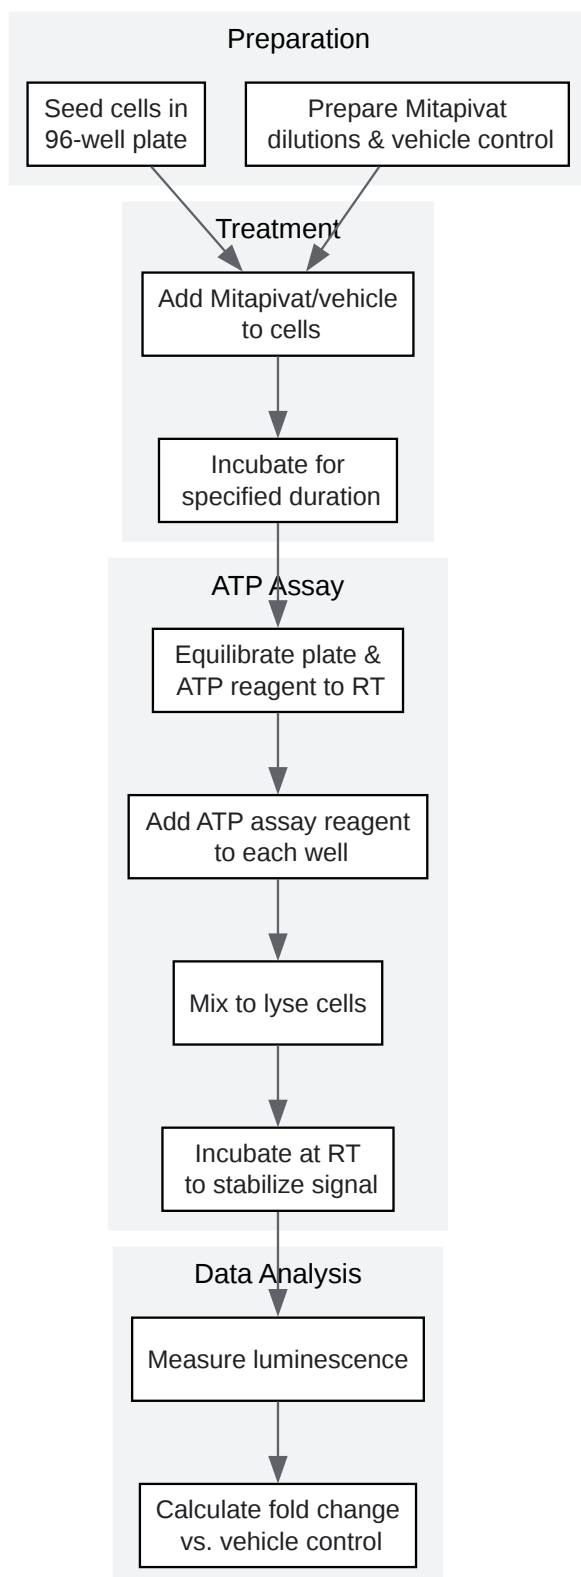 Preparation
Seed cells in
96-well plate
Prepare Mitapivat
dilutions & vehicle control
Treatment
Add Mitapivat/vehicle
to cells
Incubate for
specified duration
ATP Assay
Equilibrate plate &
ATP reagent to RT
Add ATP assay reagent
to each well
Mix to lyse cells
Incubate at RT
to stabilize signal
Data Analysis
Measure luminescence
Calculate fold change
vs. vehicle control